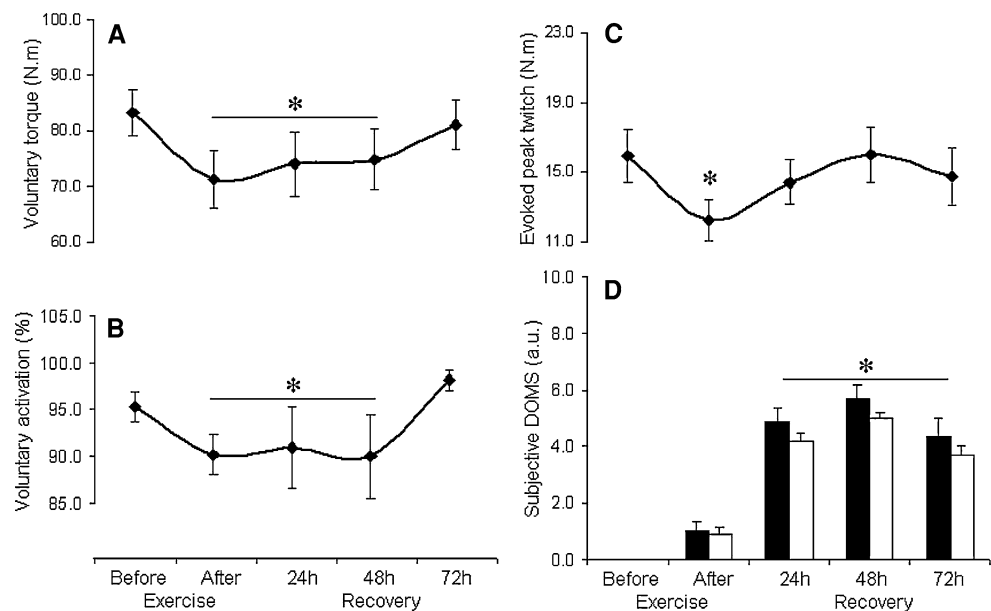 A
Voluntary torque (N.m)
100.0
90.0
80.0
70.0
60.0
*
B
Voluntary activation (%)
105.0
100.0
95.0
90.0
85.0
*
Before After 24h 48h 72h
Exercise Recovery
C
Evoked peak twitch (N.m)
23.0
19.0
15.0
11.0
*
D
Subjective DOMS (a.u.)
10.0
8.0
6.0
4.0
2.0
0.0
*
Before After 24h 48h 72h
Exercise Recovery